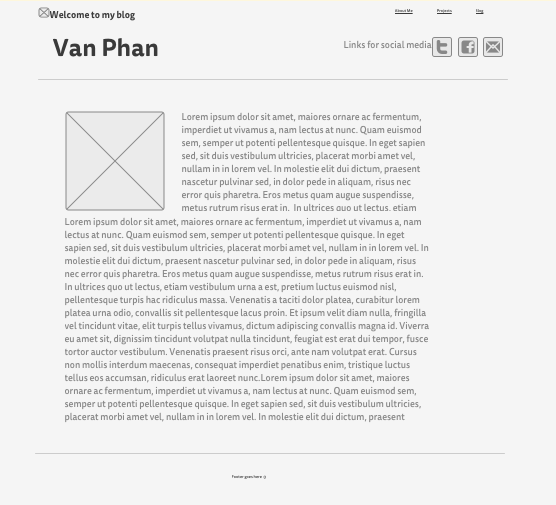 Welcome to my blog
About Me Projects Nog
Van Phan
Links for social media
Lorem ipsum dolor sit amet, maiores ornare ac fermentum,
imperdiet ut vivamus a, nam lectus at nunc. Quam euismod
sem, semper ut potenti pellentesque quisque. In eget sapien
sed, sit duis vestibulum ultricies, placerat morbi amet vel,
nullam in in lorem vel. In molestie elit dui dictum, praesent
nascetur pulvinar sed, in dolor pede in aliquam, risus nec
error quis pharetra. Eros metus quam augue suspendisse,
metus rutrum risus erat in. In ultrices quo ut lectus. etiam
Lorem ipsum dolor sit amet, maiores ornare ac fermentum, imperdiet ut vivamus a, nam
lectus at nunc. Quam euismod sem, semper ut potenti pellentesque quisque. In eget
sapien sed, sit duis vestibulum ultricies, placerat morbi amet vel, nullam in in lorem vel. In
molestie elit dui dictum, praesent nascetur pulvinar sed, in dolor pede in aliquam, risus
nec error quis pharetra. Eros metus quam augue suspendisse, metus rutrum risus erat in.
In ultrices quo ut lectus, etiam vestibulum urna a est, pretium luctus euismod nisl,
pellentesque turpis hac ridiculus massa. Venenatis a taciti dolor platea, curabitur lorem
platea urna odio, convallis sit pellentesque lacus proin. Et ipsum velit diam nulla, fringilla
vel tincidunt vitae, elit turpis tellus vivamus, dictum adipiscing convallis magna id. Viverra
eu amet sit, dignissim tincidunt volutpat nulla tincidunt, feugiat est erat dui tempor, fusce
tortor auctor vestibulum. Venenatis praesent risus orci, ante nam volutpat erat. Cursus
non mollis interdum maecenas, consequat imperdiet penatibus enim, tristique luctus
tellus eos accumsan, ridiculus erat laoreet nunc.Lorem ipsum dolor sit amet, maiores
ornare ac fermentum, imperdiet ut vivamus a, nam lectus at nunc. Quam euismod sem,
semper ut potenti pellentesque quisque. In eget sapien sed, sit duis vestibulum ultricies,
placerat morbi amet vel, nullam in in lorem vel. In molestie elit dui dictum, praesent
Footer goes here :)